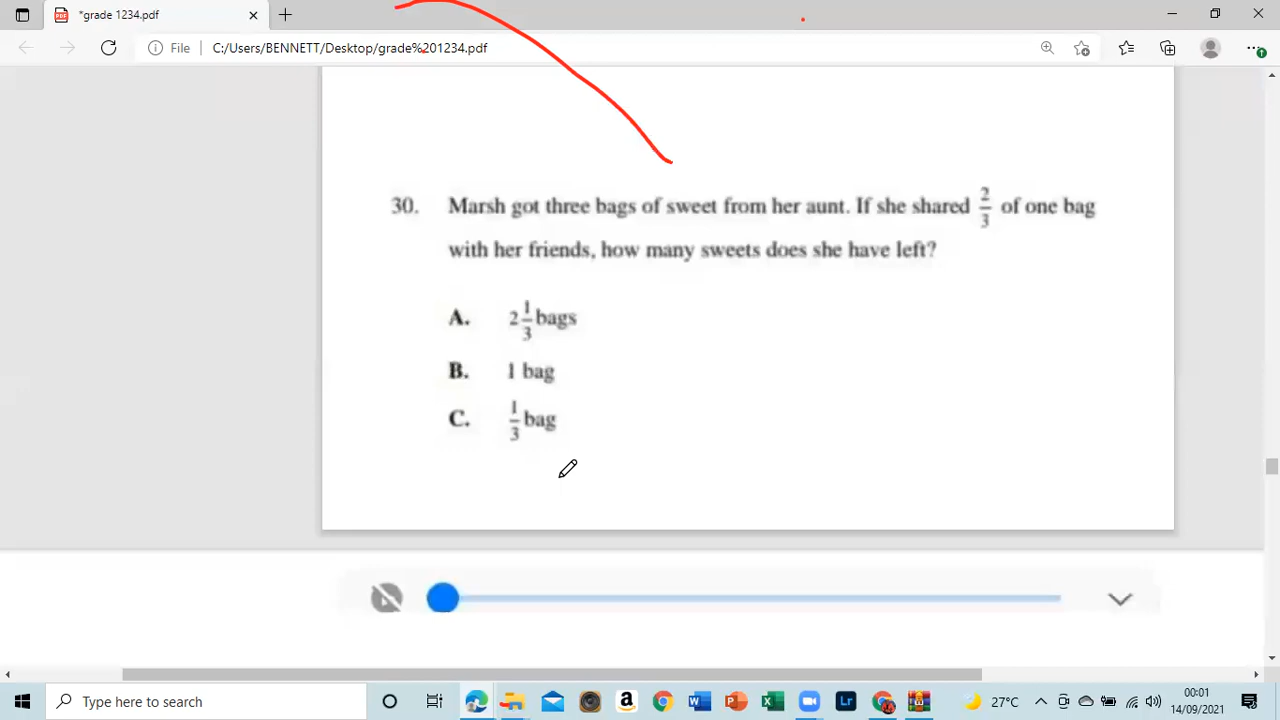 *grade 1234.pdf
File
C:/Users/BENNETT/Desktop/grade%201234.pdf
30. Marsh got three bags of sweet from her aunt. If she shared 2/3 of one bag
with her friends, how many sweets does she have left?
A. 2 1/3 bags
B. 1 bag
C. 1/3 bag
Type here to search
27°C
00:01
14/09/2021